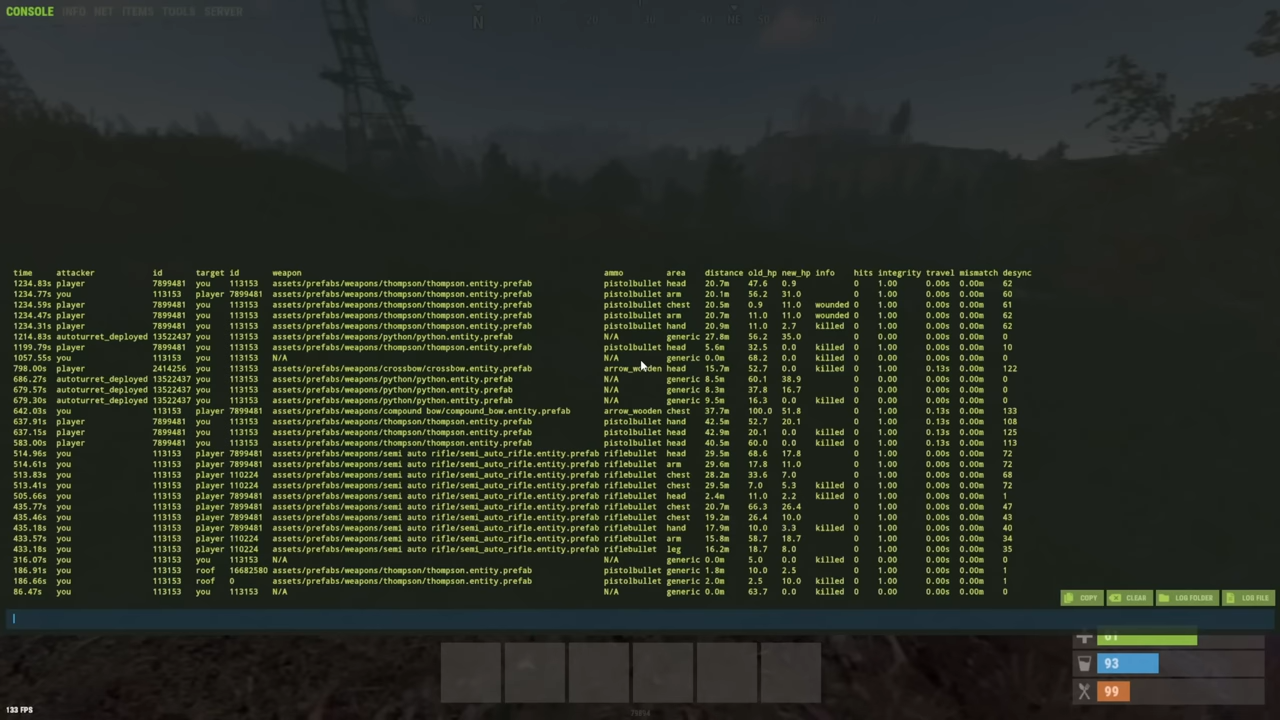 CONSOLE INFO NET ITEMS TOOLS SERVER
N
time attacker id target id weapon ammo area distance old_hp new_hp info hits integrity travel mismatch desync
1234.83s player 7899481 you 113153 assets/prefabs/weapons/thompson/thompson.entity.prefab pistolbullet head 20.7m 47.6 0.9 0 1.00 0.00s 0.00m 62
1234.77s you 113153 player 7899481 assets/prefabs/weapons/thompson/thompson.entity.prefab pistolbullet arm 20.1m 56.2 31.0 0 1.00 0.00s 0.00m 60
1234.59s player 7899481 you 113153 assets/prefabs/weapons/thompson/thompson.entity.prefab pistolbullet chest 20.5m 0.9 11.0 wounded 0 1.00 0.00s 0.00m 61
1234.47s player 7899481 you 113153 assets/prefabs/weapons/thompson/thompson.entity.prefab pistolbullet arm 20.7m 11.0 11.0 wounded 0 1.00 0.00s 0.00m 62
1234.31s player 7899481 you 113153 assets/prefabs/weapons/thompson/thompson.entity.prefab pistolbullet hand 20.9m 11.0 2.7 killed 0 1.00 0.00s 0.00m 62
1214.83s autoturret_deployed 13522437 you 113153 assets/prefabs/weapons/python/python.entity.prefab N/A generic 27.8m 56.2 35.0 0 1.00 0.00s 0.00m 0
1199.79s player 7899481 you 113153 assets/prefabs/weapons/thompson/thompson.entity.prefab pistolbullet head 5.6m 32.5 0.0 killed 0 1.00 0.00s 0.00m 10
1057.55s you 113153 you 113153 N/A N/A generic 0.0m 68.2 0.0 killed 0 1.00 0.00s 0.00m 0
798.00s player 2414256 you 113153 assets/prefabs/weapons/crossbow/crossbow.entity.prefab arrow_wooden head 15.7m 52.7 0.0 killed 0 1.00 0.13s 0.00m 122
686.27s autoturret_deployed 13522437 you 113153 assets/prefabs/weapons/python/python.entity.prefab N/A generic 8.5m 60.1 38.9 0 1.00 0.00s 0.00m 0
679.57s autoturret_deployed 13522437 you 113153 assets/prefabs/weapons/python/python.entity.prefab N/A generic 8.3m 37.8 16.7 0 1.00 0.00s 0.00m 0
679.30s autoturret_deployed 13522437 you 113153 assets/prefabs/weapons/python/python.entity.prefab N/A generic 9.5m 16.3 0.0 killed 0 1.00 0.00s 0.00m 0
642.03s you 113153 player 7899481 assets/prefabs/weapons/compound bow/compound_bow.entity.prefab arrow_wooden chest 37.7m 100.0 51.8 0 1.00 0.13s 0.00m 133
637.91s player 7899481 you 113153 assets/prefabs/weapons/thompson/thompson.entity.prefab pistolbullet hand 42.5m 52.7 20.1 0 1.00 0.13s 0.00m 108
637.15s player 7899481 you 113153 assets/prefabs/weapons/thompson/thompson.entity.prefab pistolbullet head 42.9m 20.1 0.0 killed 0 1.00 0.13s 0.00m 125
583.00s player 7899481 you 113153 assets/prefabs/weapons/thompson/thompson.entity.prefab pistolbullet head 40.5m 60.0 0.0 killed 0 1.00 0.13s 0.00m 113
514.96s you 113153 player 7899481 assets/prefabs/weapons/semi auto rifle/semi_auto_rifle.entity.prefab riflebullet head 29.5m 68.6 17.8 0 1.00 0.00s 0.00m 72
514.61s you 113153 player 7899481 assets/prefabs/weapons/semi auto rifle/semi_auto_rifle.entity.prefab riflebullet arm 29.6m 17.8 11.0 0 1.00 0.00s 0.00m 72
513.83s you 113153 player 110224 assets/prefabs/weapons/semi auto rifle/semi_auto_rifle.entity.prefab riflebullet chest 28.2m 33.6 7.0 0 1.00 0.00s 0.00m 68
513.41s you 113153 player 110224 assets/prefabs/weapons/semi auto rifle/semi_auto_rifle.entity.prefab riflebullet chest 29.5m 7.0 5.3 killed 0 1.00 0.00s 0.00m 72
505.66s you 113153 player 7899481 assets/prefabs/weapons/semi auto rifle/semi_auto_rifle.entity.prefab riflebullet head 2.4m 11.0 2.2 killed 0 1.00 0.00s 0.00m 1
435.77s you 113153 player 7899481 assets/prefabs/weapons/semi auto rifle/semi_auto_rifle.entity.prefab riflebullet chest 20.7m 66.3 26.4 0 1.00 0.00s 0.00m 47
435.46s you 113153 player 7899481 assets/prefabs/weapons/semi auto rifle/semi_auto_rifle.entity.prefab riflebullet chest 19.2m 26.4 10.0 0 1.00 0.00s 0.00m 43
435.18s you 113153 player 7899481 assets/prefabs/weapons/semi auto rifle/semi_auto_rifle.entity.prefab riflebullet hand 17.9m 10.0 3.3 killed 0 1.00 0.00s 0.00m 40
433.57s you 113153 player 110224 assets/prefabs/weapons/semi auto rifle/semi_auto_rifle.entity.prefab riflebullet arm 15.8m 58.7 18.7 0 1.00 0.00s 0.00m 34
433.18s you 113153 player 110224 assets/prefabs/weapons/semi auto rifle/semi_auto_rifle.entity.prefab riflebullet leg 16.2m 18.7 8.0 0 1.00 0.00s 0.00m 35
316.07s you 113153 you 113153 N/A N/A generic 0.0m 5.0 0.0 killed 0 1.00 0.00s 0.00m 0
186.91s you 113153 roof 16682580 assets/prefabs/weapons/thompson/thompson.entity.prefab pistolbullet generic 1.8m 10.0 2.5 0 1.00 0.00s 0.00m 1
186.66s you 113153 roof 0 assets/prefabs/weapons/thompson/thompson.entity.prefab pistolbullet generic 2.0m 2.5 10.0 killed 0 1.00 0.00s 0.00m 1
86.47s you 113153 you 113153 N/A N/A generic 0.0m 63.7 0.0 killed 0 1.00 0.00s 0.00m 0
COPY CLEAR LOG FOLDER LOG FILE
93
99
133 FPS